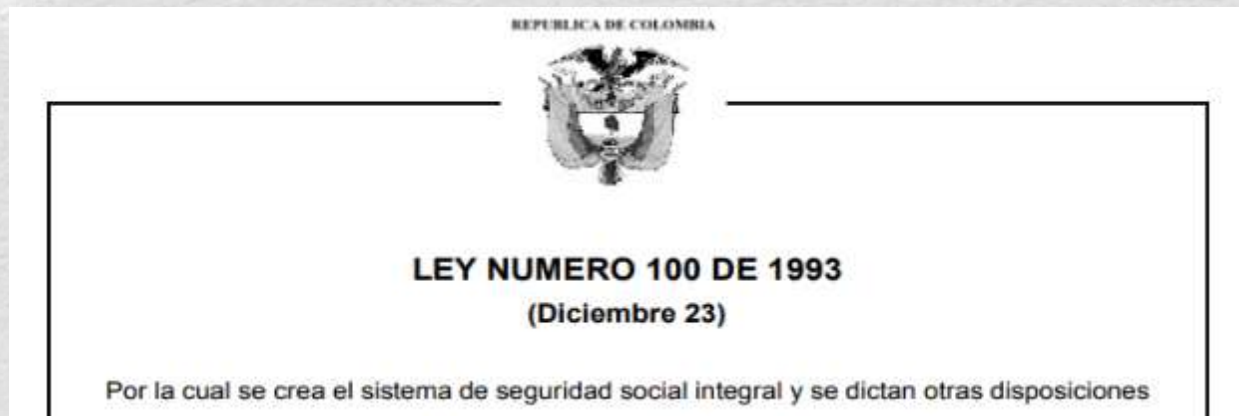 REPUBLICA DE COLOMBIA
LEY NUMERO 100 DE 1993
(Diciembre 23)
Por la cual se crea el sistema de seguridad social integral y se dictan otras disposiciones